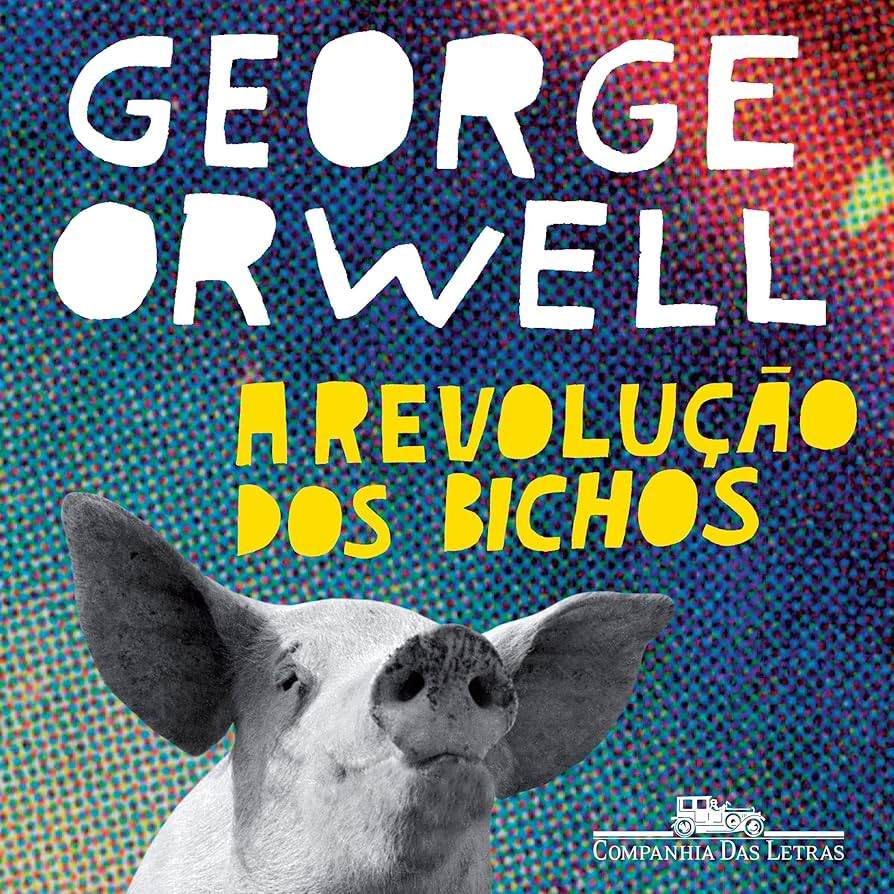 GEORGE
ORWELL
A REVOLUÇÃO
DOS BICHOS
COMPANHIA DAS LETRAS